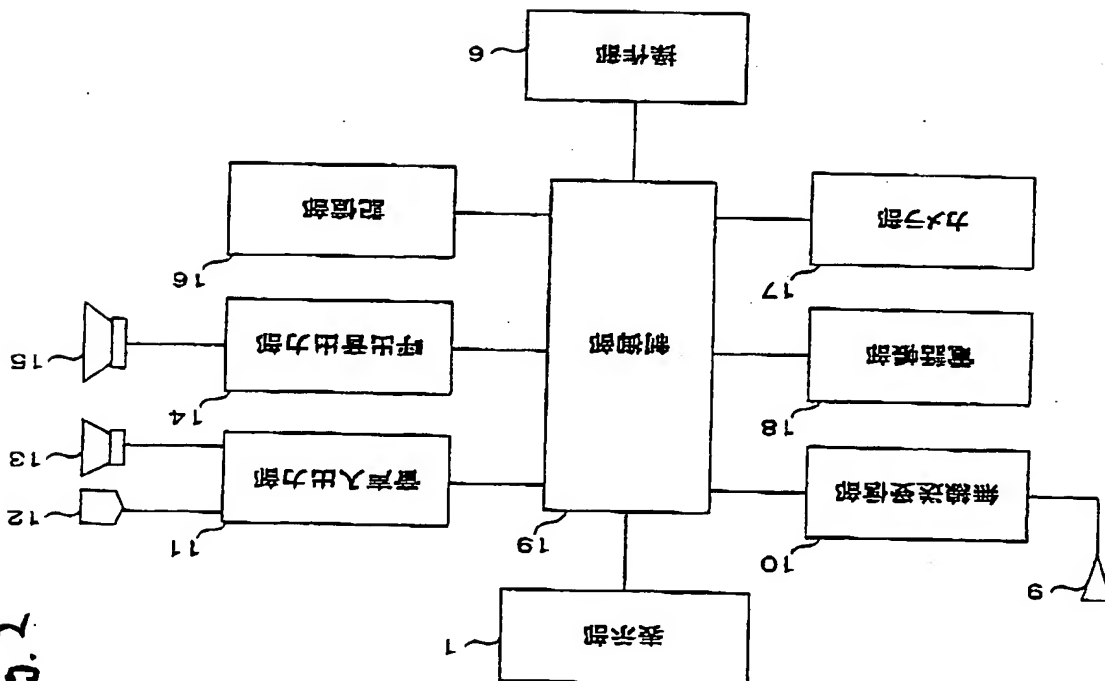 表示部
1
9
10
無線送受信部
19
制御部
11
音声入出力部
12
13
18
電話帳部
14
呼出音出力部
15
17
カメラ部
16
記信部
操作部
6